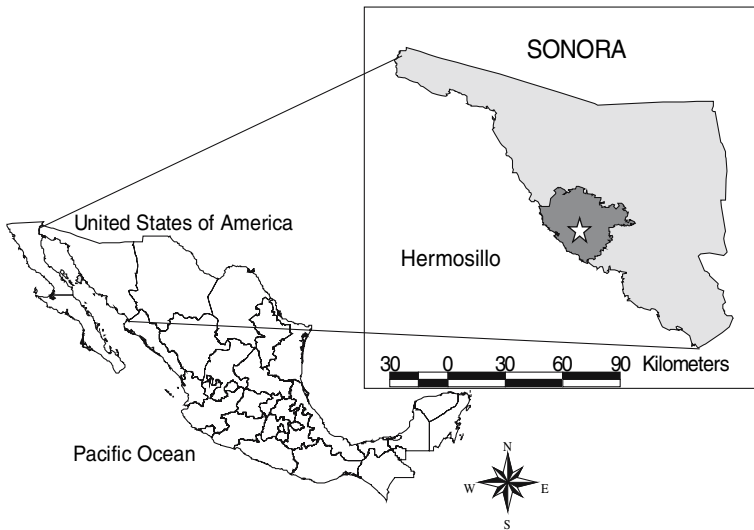 SONORA
United States of America
Hermosillo
30 0 30 60 90 Kilometers
Pacific Ocean
N
W E
S